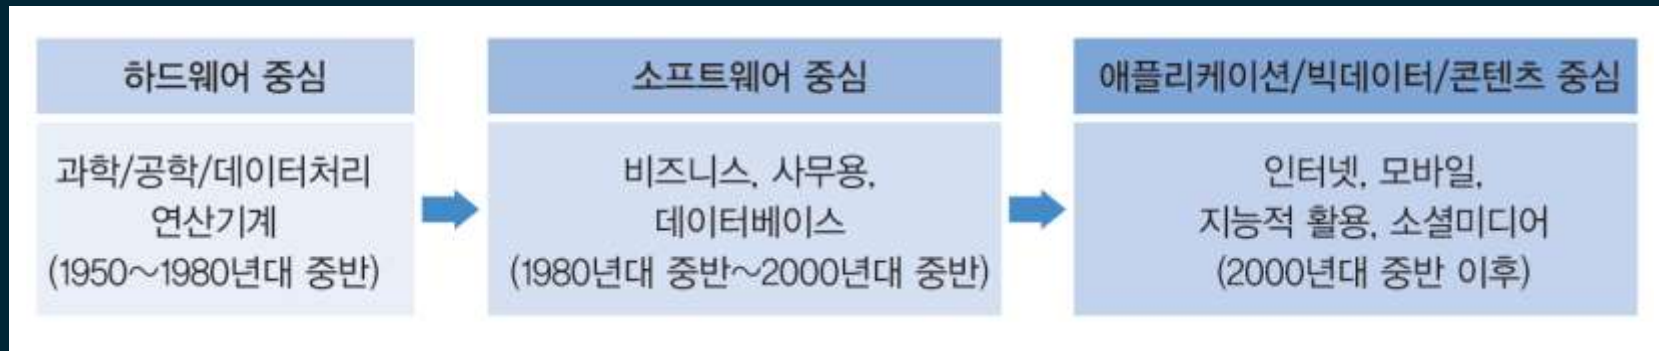 하드웨어 중심
과학/공학/데이터처리
연산기계
(1950～1980년대 중반)
소프트웨어 중심
비즈니스, 사무용,
데이터베이스
(1980년대 중반～2000년대 중반)
애플리케이션/빅데이터/콘텐츠 중심
인터넷, 모바일,
지능적 활용, 소셜미디어
(2000년대 중반 이후)